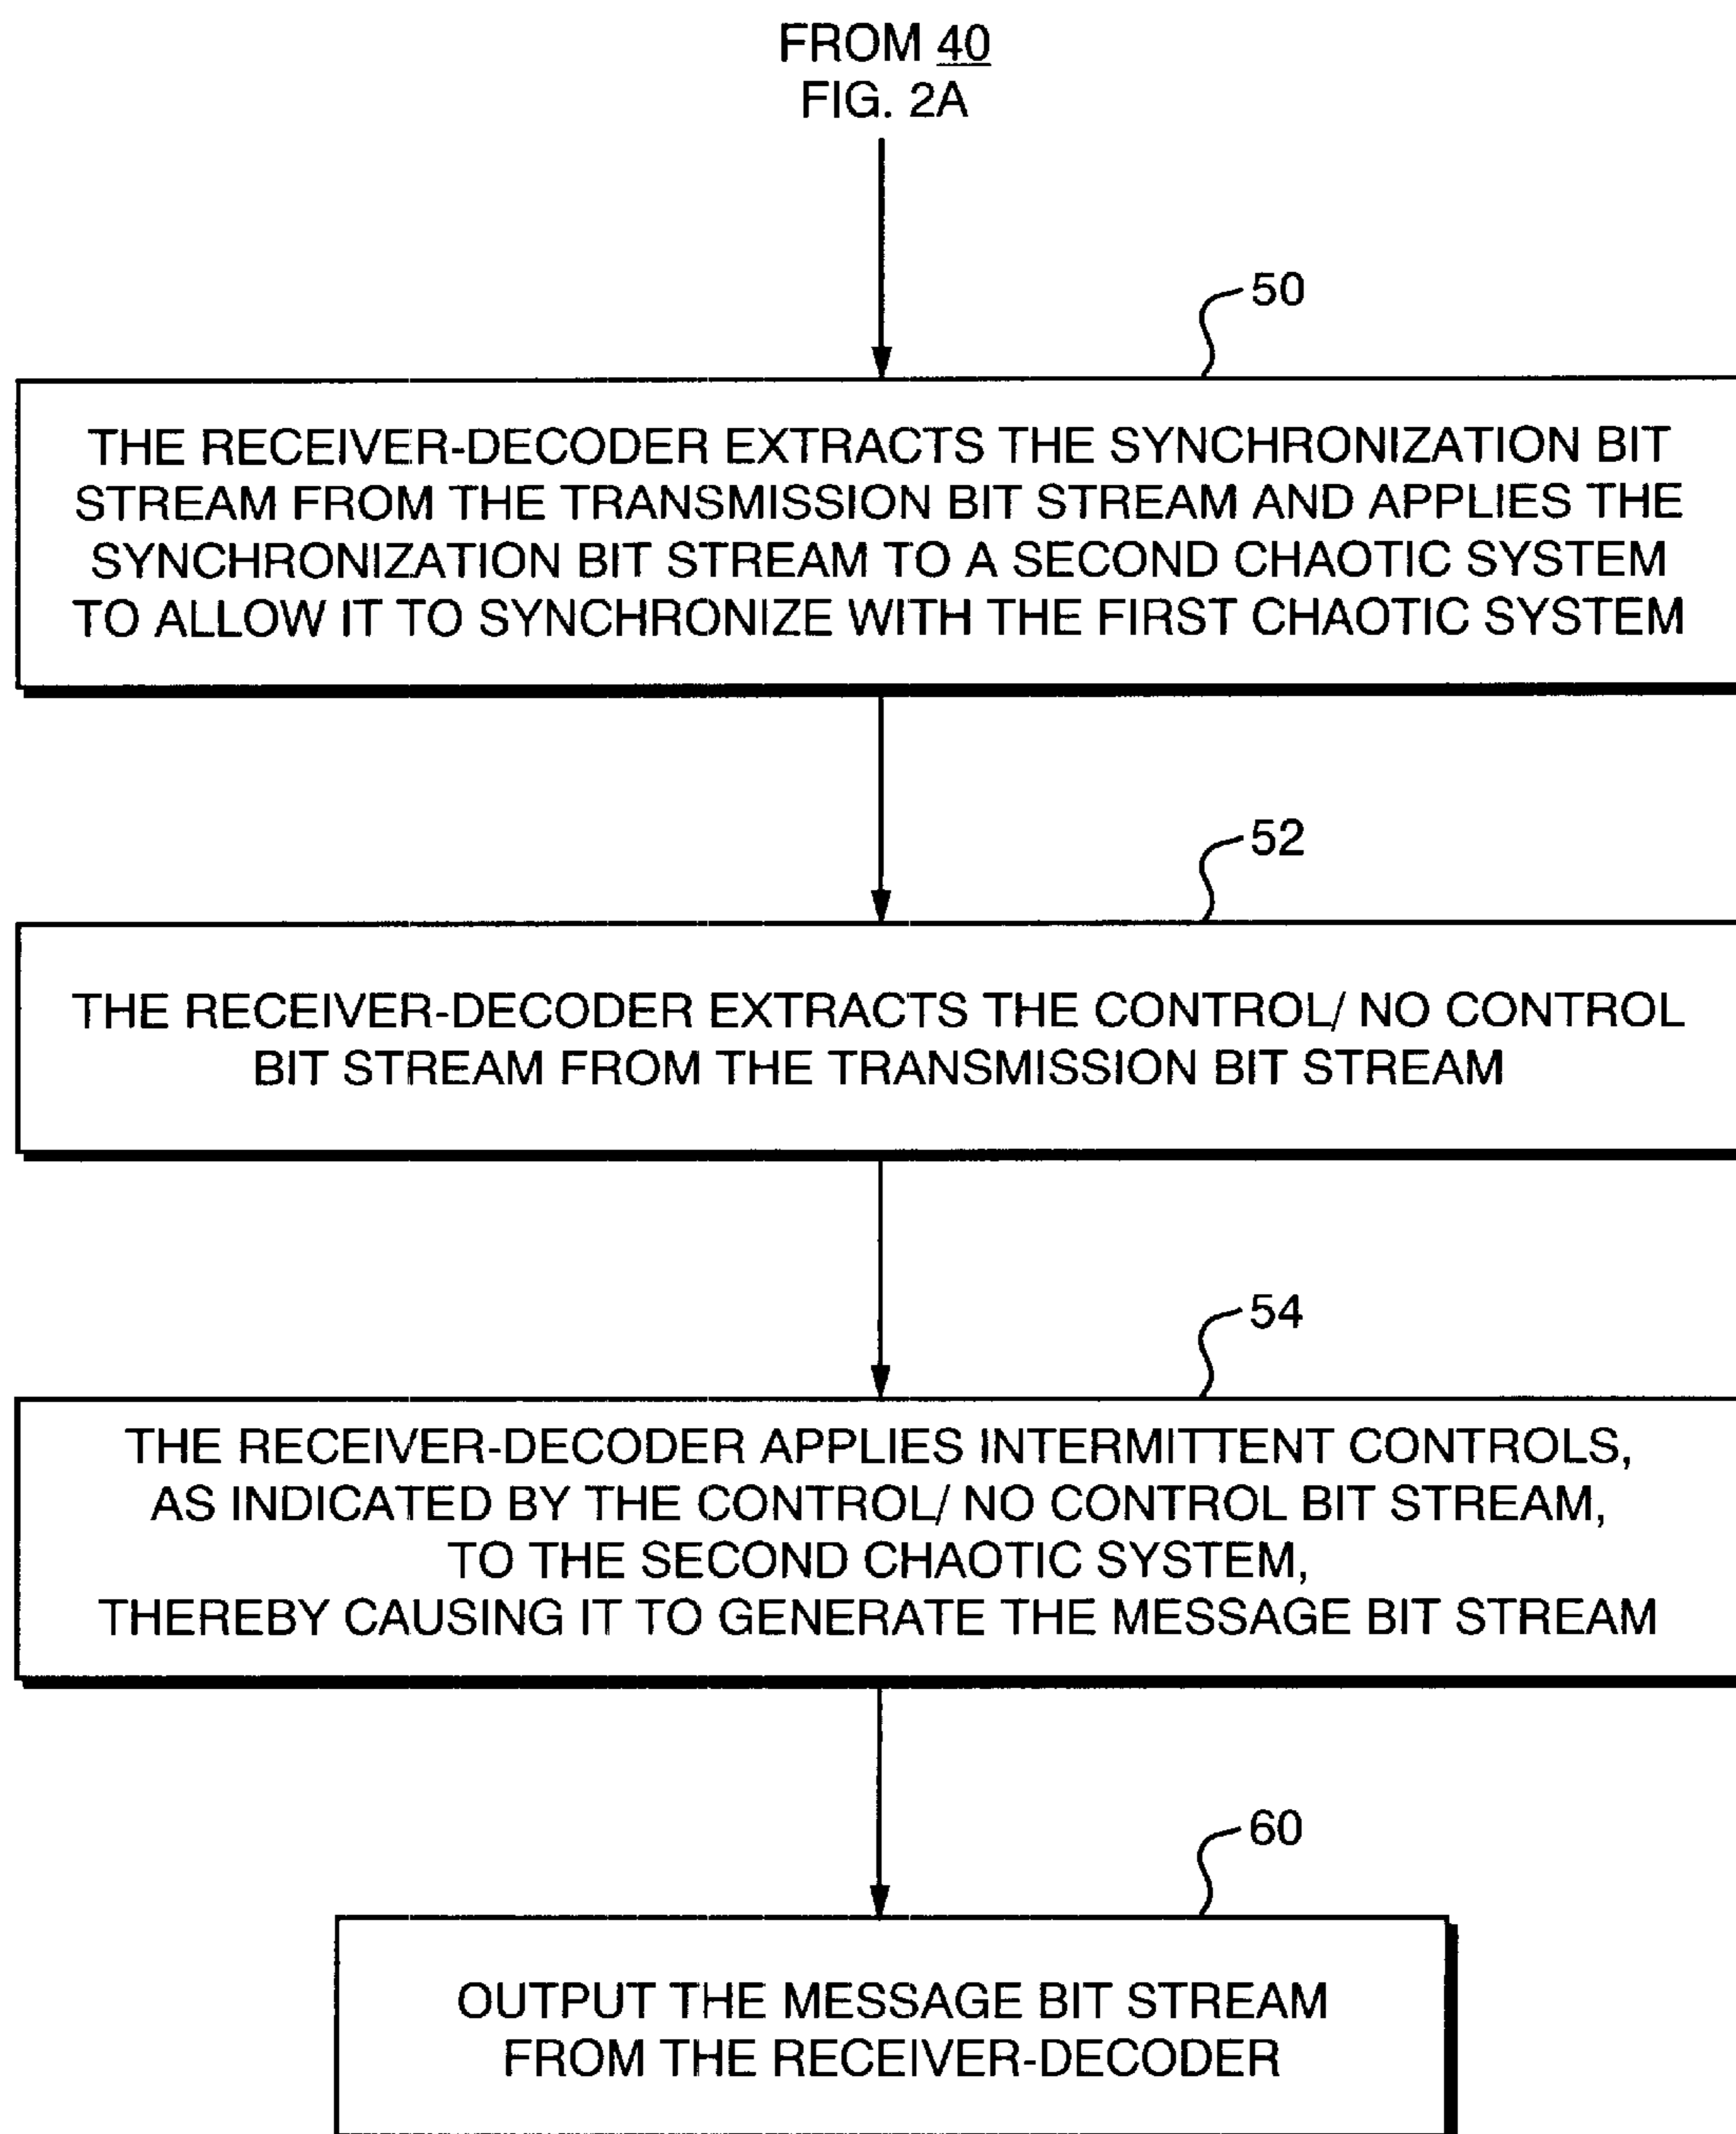 FROM 40
FIG. 2A
50
THE RECEIVER-DECODER EXTRACTS THE SYNCHRONIZATION BIT
STREAM FROM THE TRANSMISSION BIT STREAM AND APPLIES THE
SYNCHRONIZATION BIT STREAM TO A SECOND CHAOTIC SYSTEM
TO ALLOW IT TO SYNCHRONIZE WITH THE FIRST CHAOTIC SYSTEM
52
THE RECEIVER-DECODER EXTRACTS THE CONTROL/ NO CONTROL
BIT STREAM FROM THE TRANSMISSION BIT STREAM
54
THE RECEIVER-DECODER APPLIES INTERMITTENT CONTROLS,
AS INDICATED BY THE CONTROL/ NO CONTROL BIT STREAM,
TO THE SECOND CHAOTIC SYSTEM,
THEREBY CAUSING IT TO GENERATE THE MESSAGE BIT STREAM
60
OUTPUT THE MESSAGE BIT STREAM
FROM THE RECEIVER-DECODER